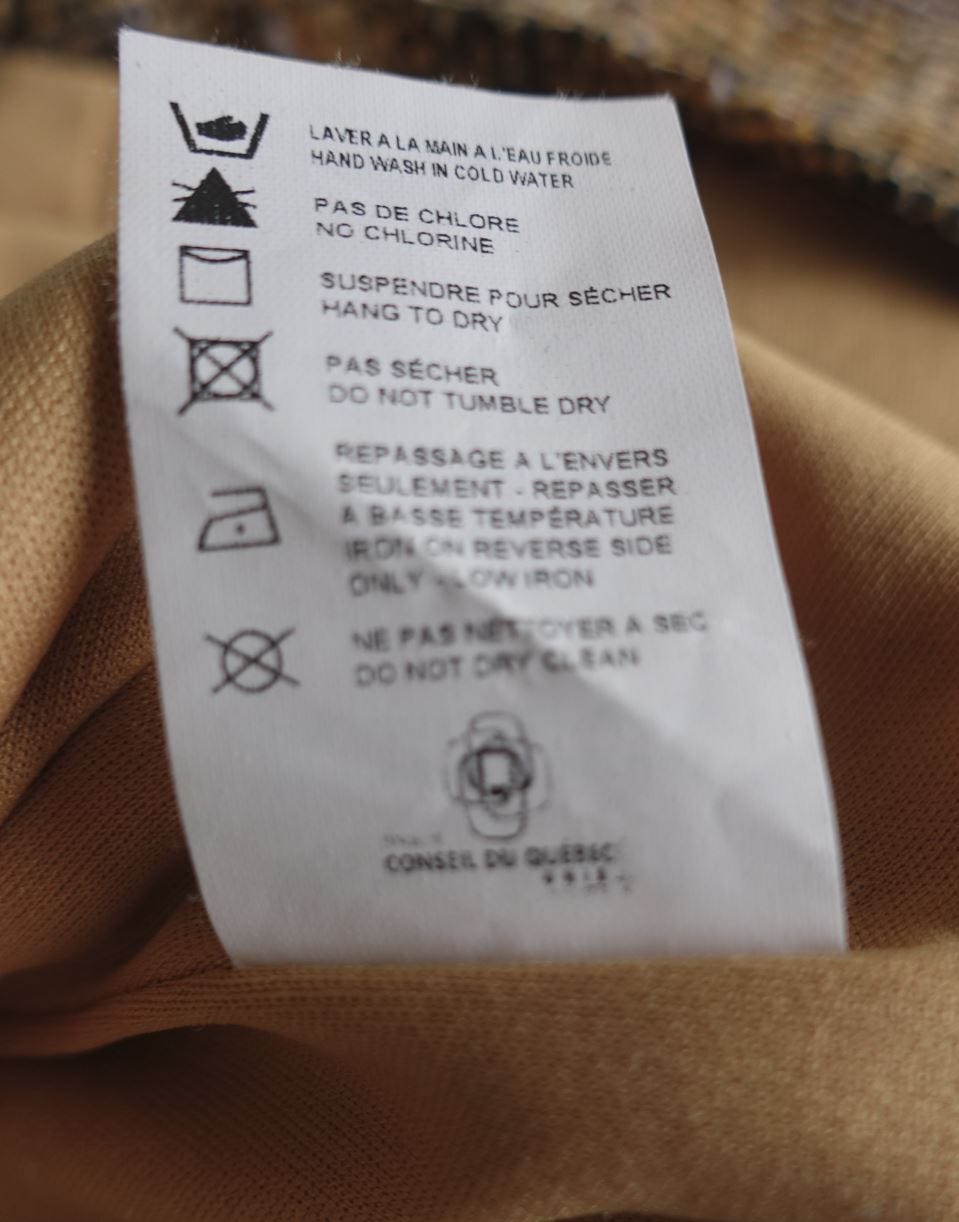 LAVER A LA MAIN A L'EAU FROIDE
HAND WASH IN COLD WATER
PAS DE CHLORE
NO CHLORINE
SUSPENDRE POUR SÉCHER
HANG TO DRY
PAS SÉCHER
DO NOT TUMBLE DRY
REPASSAGE A L'ENVERS
SEULEMENT - REPASSER
A BASSE TEMPÉRATURE
IRON ON REVERSE SIDE
ONLY - LOW IRON
NE PAS NETTOYER A SEC
DO NOT DRY CLEAN
CONSEIL DU QUÉBEC